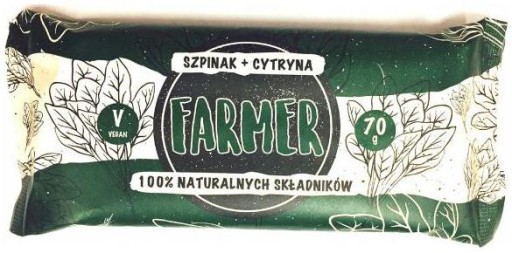 SZPINAK + CYTRYNA
V
VEGAN
FARMER
70
g
100% NATURALNYCH SKŁADNIKÓW